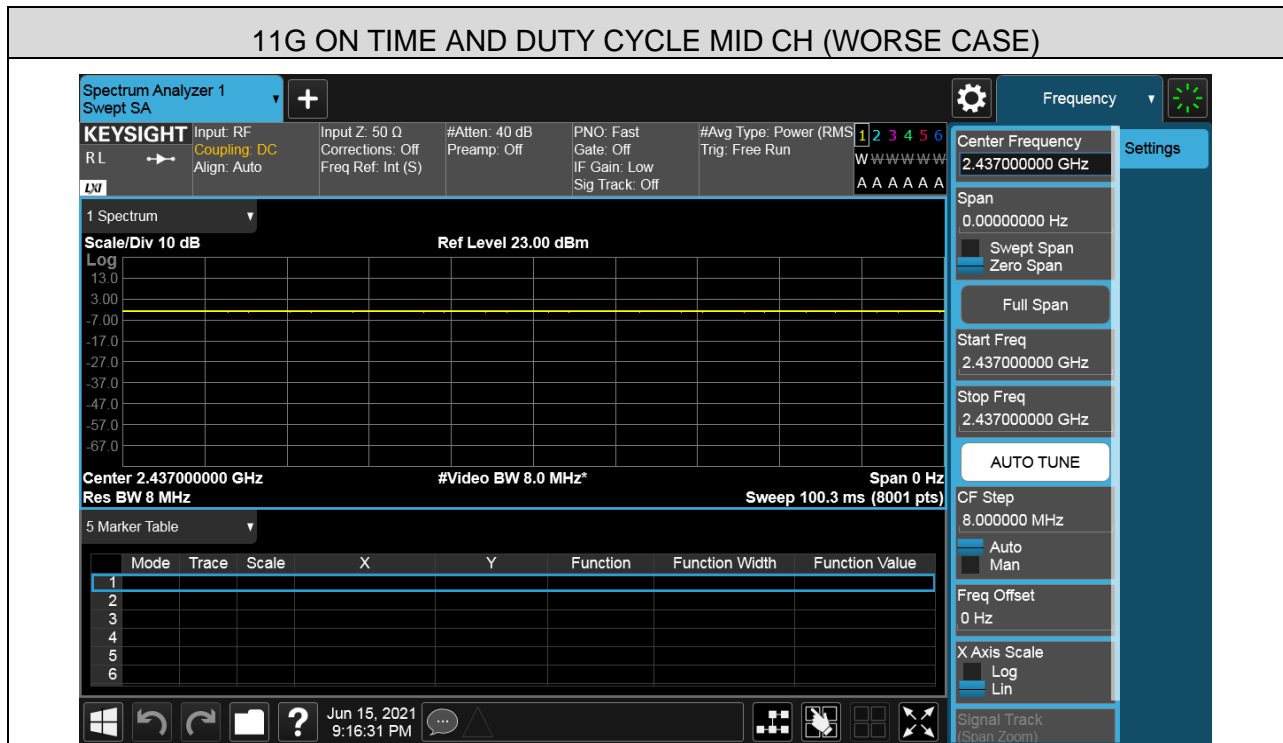 11G ON TIME AND DUTY CYCLE MID CH (WORSE CASE)
Spectrum Analyzer 1
Swept SA
Frequency
KEYSIGHT
RL
LXI
Input: RF
Coupling: DC
Align: Auto
Input Z: 50 Ω
Corrections: Off
Freq Ref: Int (S)
#Atten: 40 dB
Preamp: Off
PNO: Fast
Gate: Off
IF Gain: Low
Sig Track: Off
#Avg Type: Power (RMS
Trig: Free Run
1 2 3 4 5 6
W W W W W W
A A A A A A
1 Spectrum
Scale/Div 10 dB
Ref Level 23.00 dBm
Log
13.0
3.00
-7.00
-17.0
-27.0
-37.0
-47.0
-57.0
-67.0
Center 2.437000000 GHz
#Video BW 8.0 MHz*
Span 0 Hz
Res BW 8 MHz
Sweep 100.3 ms (8001 pts)
5 Marker Table
Mode Trace Scale X Y Function Function Width Function Value
1
2
3
4
5
6
Center Frequency
2.437000000 GHz
Settings
Span
0.00000000 Hz
Swept Span
Zero Span
Full Span
Start Freq
2.437000000 GHz
Stop Freq
2.437000000 GHz
AUTO TUNE
CF Step
8.000000 MHz
Auto
Man
Freq Offset
0 Hz
X Axis Scale
Log
Lin
Signal Track
(Span Zoom)
?
Jun 15, 2021
9:16:31 PM